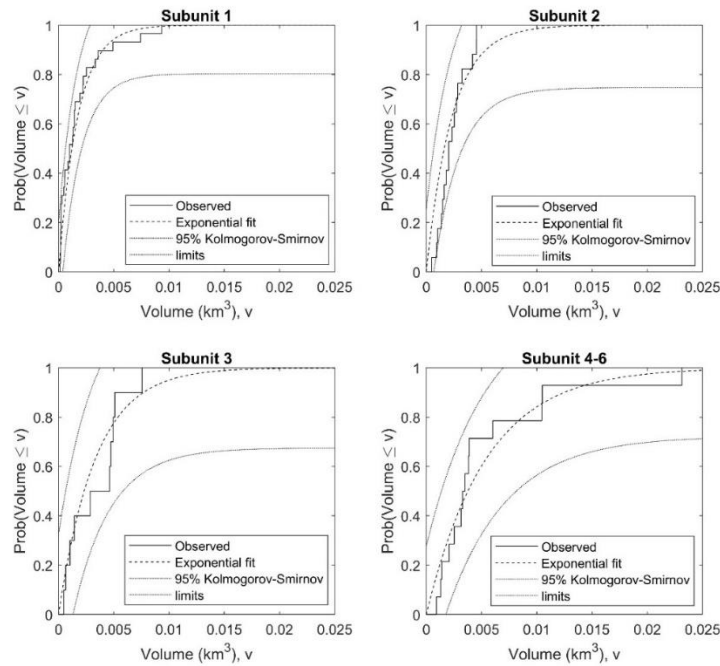 Subunit 1
Prob(Volume ≤ v)
1
0.8
0.6
0.4
0.2
0
Observed
Exponential fit
95% Kolmogorov-Smirnov
limits
0 0.005 0.01 0.015 0.02 0.025
Volume (km³), v
Subunit 2
Prob(Volume ≤ v)
1
0.8
0.6
0.4
0.2
0
Observed
Exponential fit
95% Kolmogorov-Smirnov
limits
0 0.005 0.01 0.015 0.02 0.025
Volume (km³), v
Subunit 3
Prob(Volume ≤ v)
1
0.8
0.6
0.4
0.2
0
Observed
Exponential fit
95% Kolmogorov-Smirnov
limits
0 0.005 0.01 0.015 0.02 0.025
Volume (km³), v
Subunit 4-6
Prob(Volume ≤ v)
1
0.8
0.6
0.4
0.2
0
Observed
Exponential fit
95% Kolmogorov-Smirnov
limits
0 0.005 0.01 0.015 0.02 0.025
Volume (km³), v